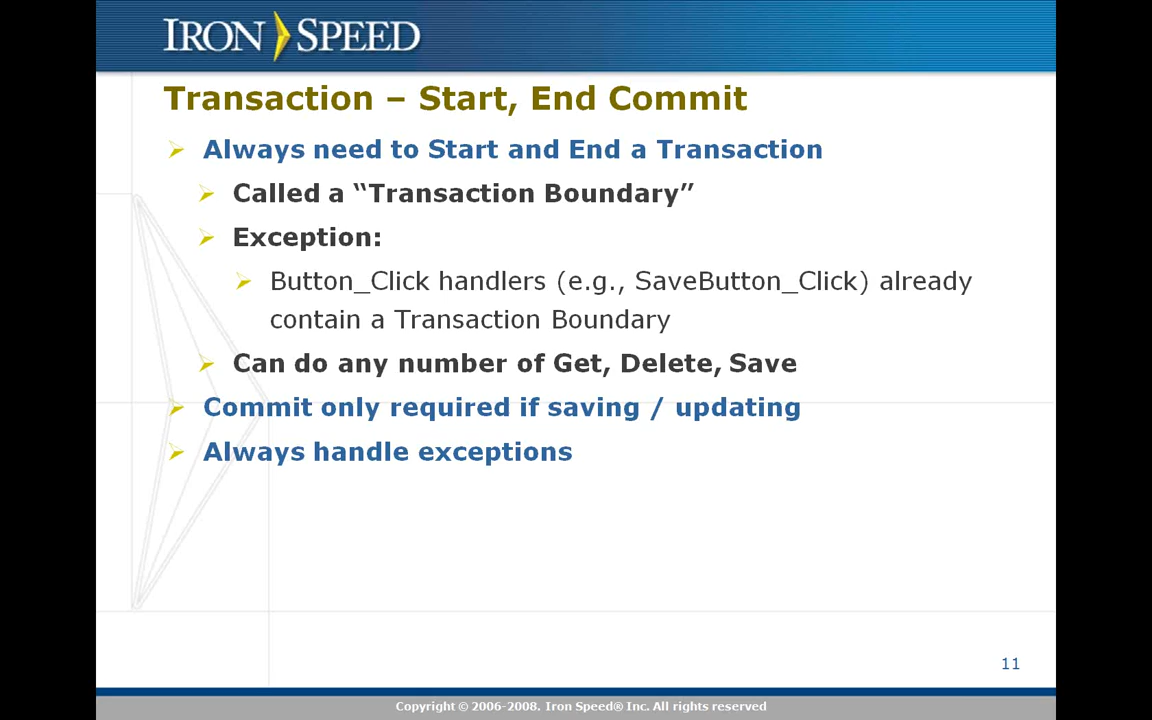 IRON SPEED
Transaction – Start, End Commit
Always need to Start and End a Transaction
Called a “Transaction Boundary”
Exception:
Button_Click handlers (e.g., SaveButton_Click) already
contain a Transaction Boundary
Can do any number of Get, Delete, Save
Commit only required if saving / updating
Always handle exceptions
11
Copyright © 2006-2008. Iron Speed® Inc. All rights reserved